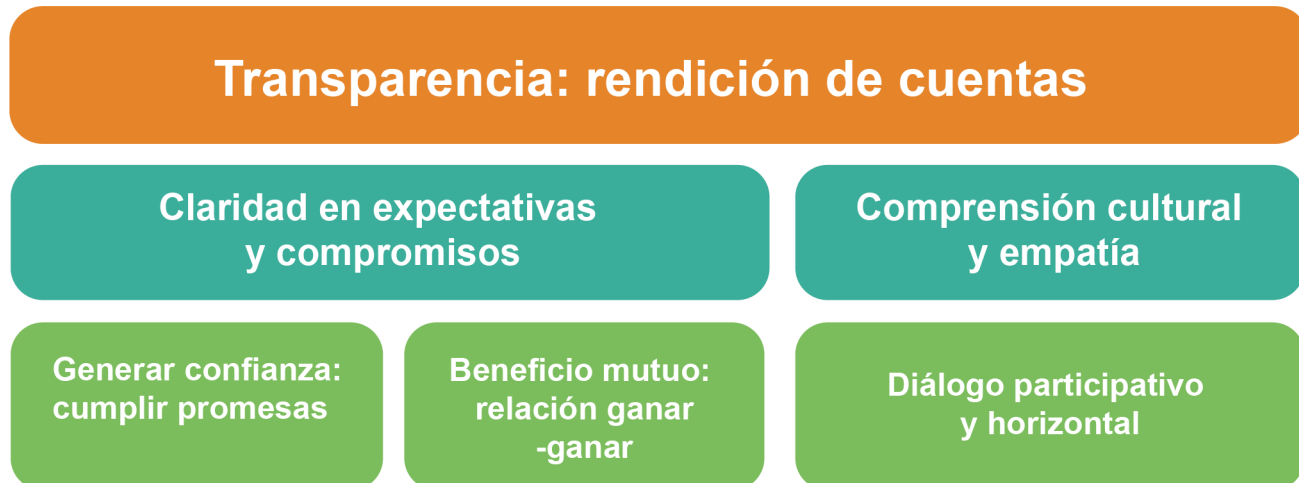 Transparencia: rendición de cuentas
Claridad en expectativas
y compromisos
Comprensión cultural
y empatía
Generar confianza:
cumplir promesas
Beneficio mutuo:
relación ganar
-ganar
Diálogo participativo
y horizontal